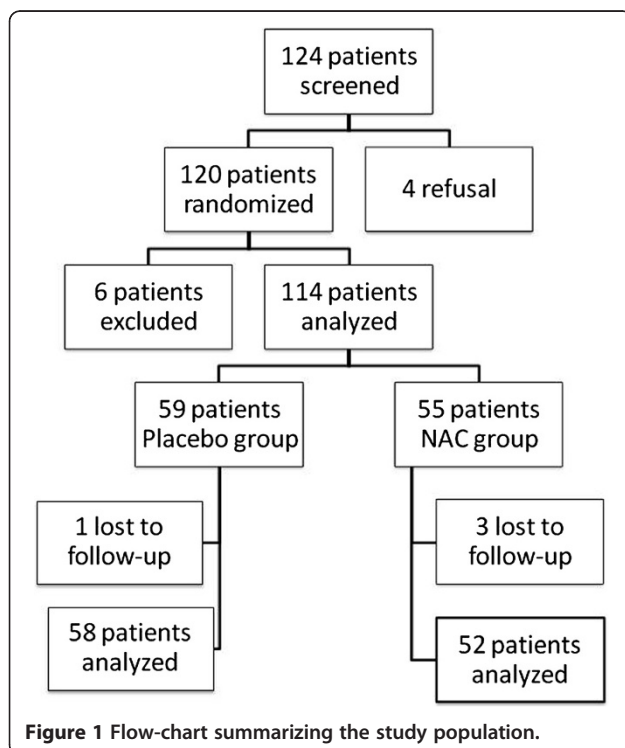 124 patients
screened
120 patients
randomized
4 refusal
6 patients
excluded
114 patients
analyzed
59 patients
Placebo group
55 patients
NAC group
1 lost to
follow-up
3 lost to
follow-up
58 patients
analyzed
52 patients
analyzed
Figure 1 Flow-chart summarizing the study population.